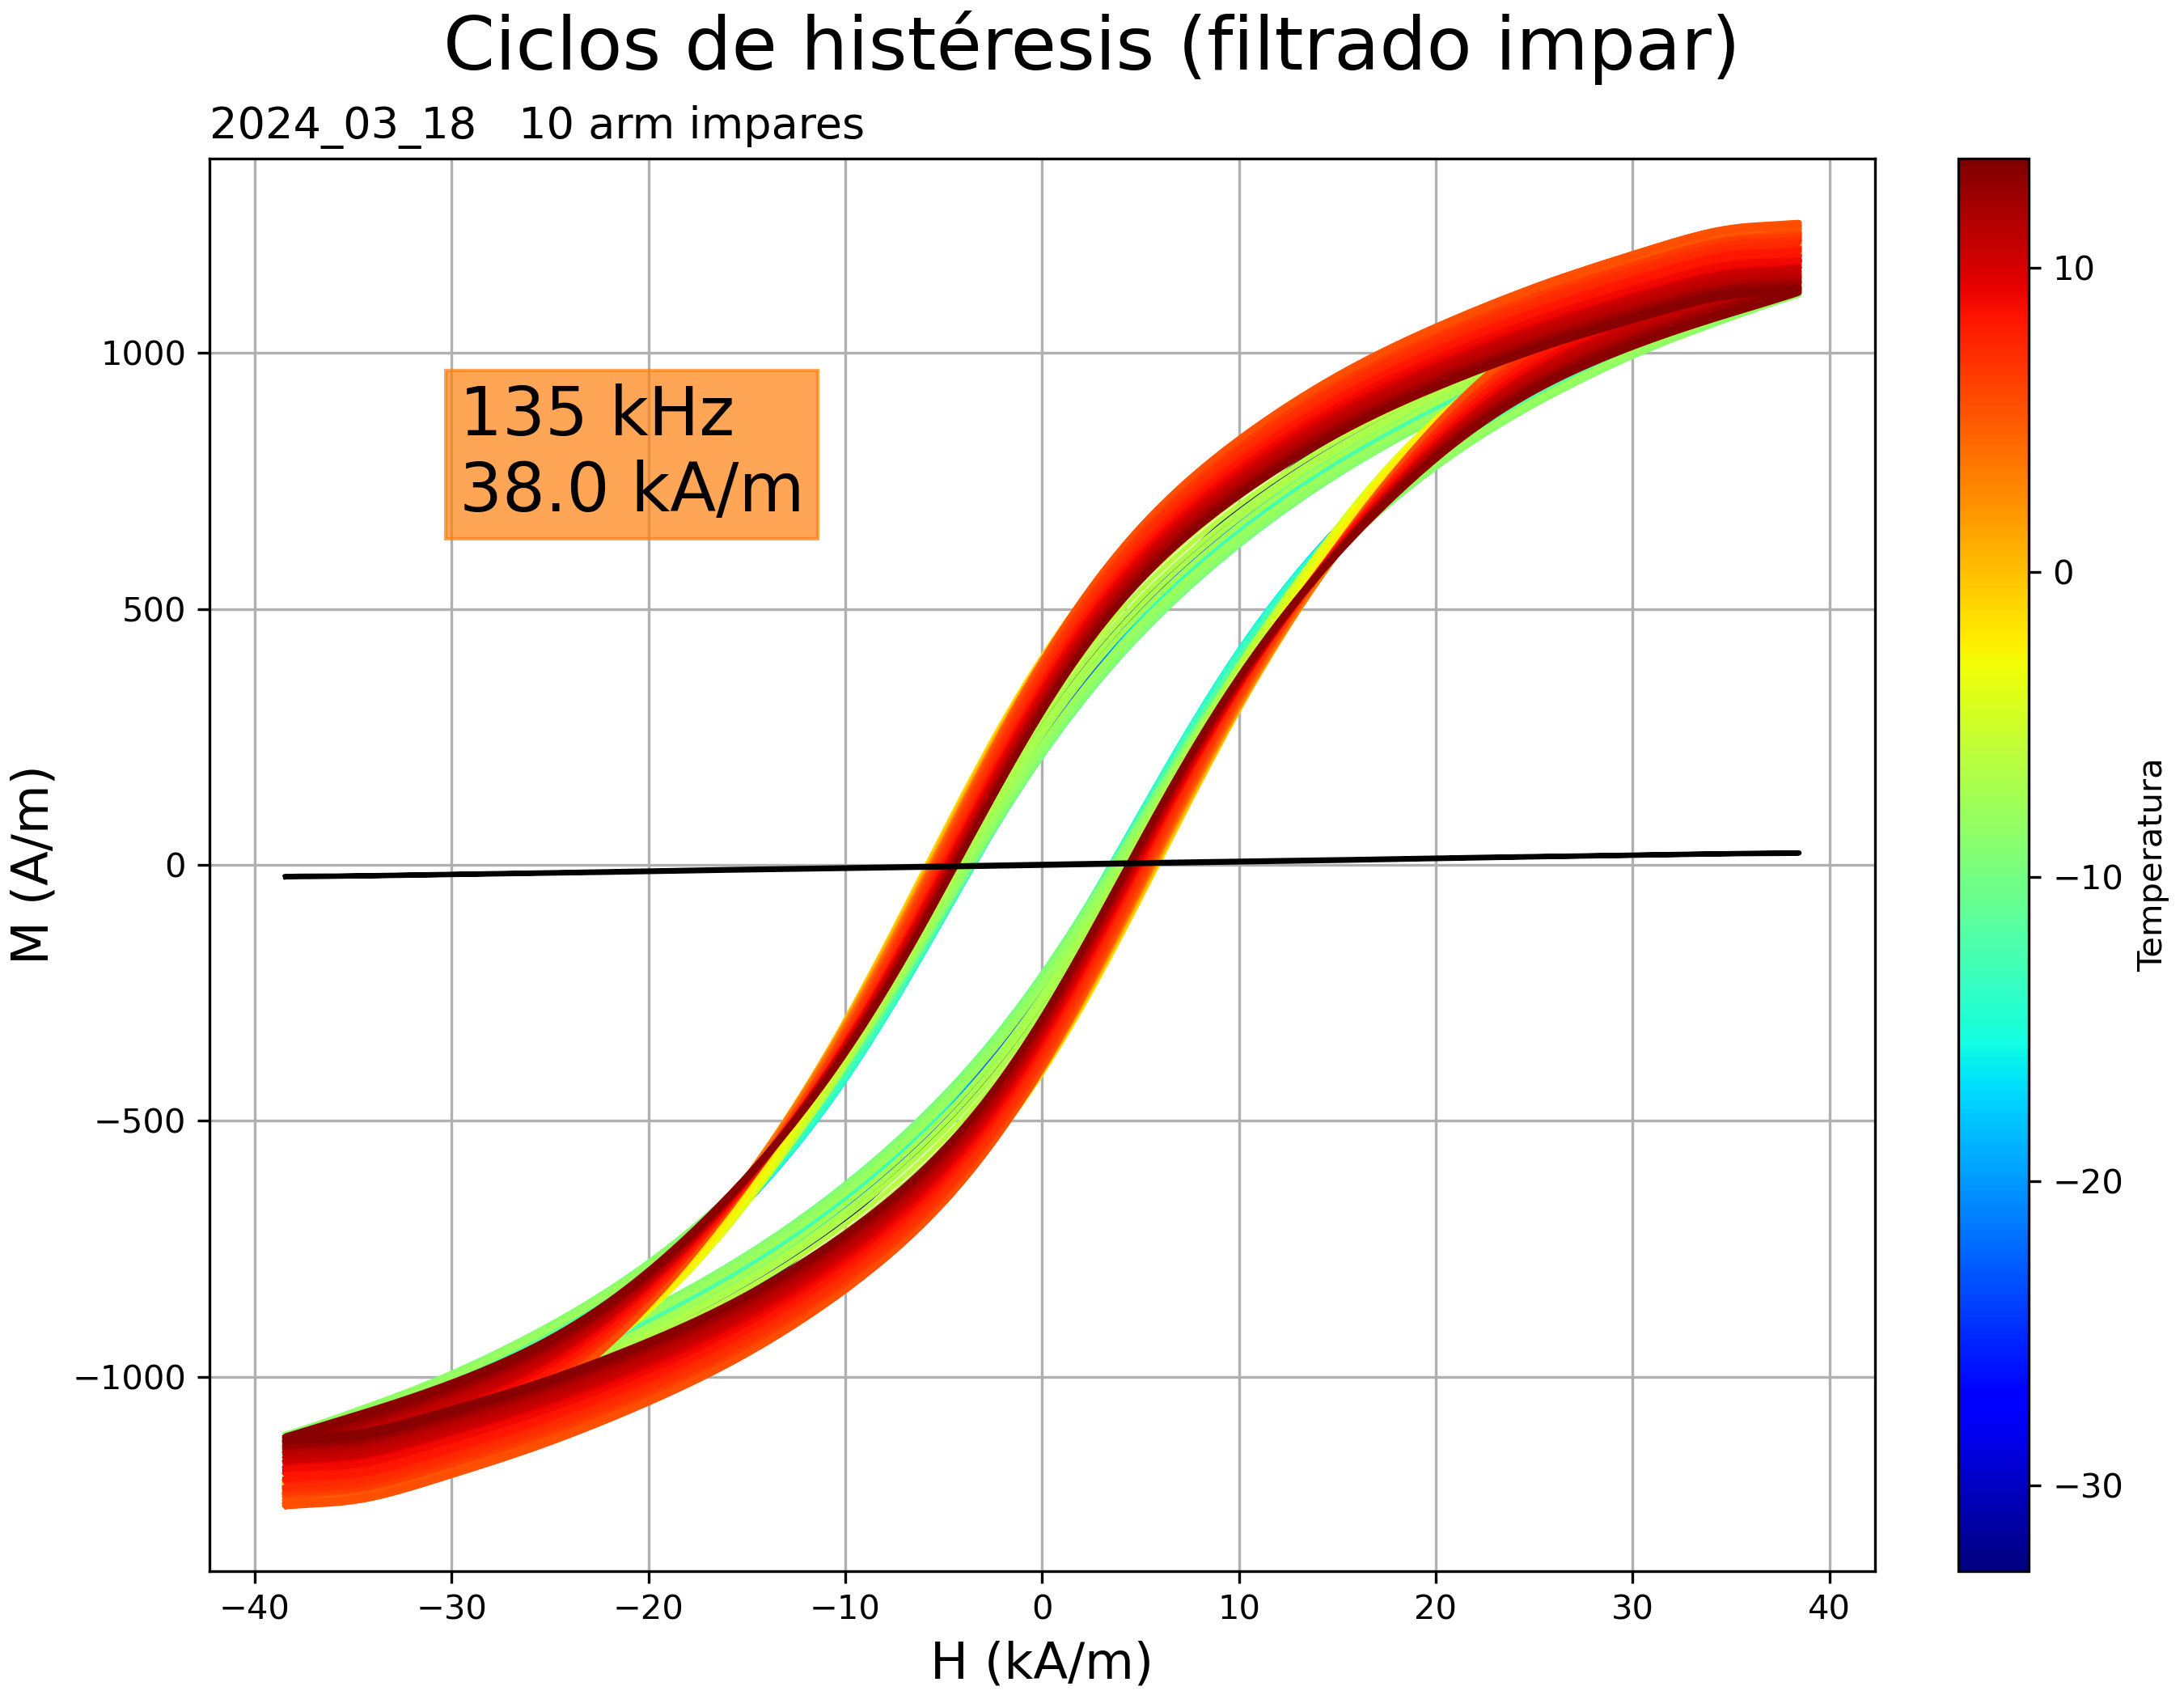 Ciclos de histéresis (filtrado impar)
2024_03_18   10 arm impares
135 kHz
38.0 kA/m
M (A/m)
1000
500
0
−500
−1000
−40
−30
−20
−10
0
10
20
30
40
H (kA/m)
10
0
−10
−20
−30
Temperatura